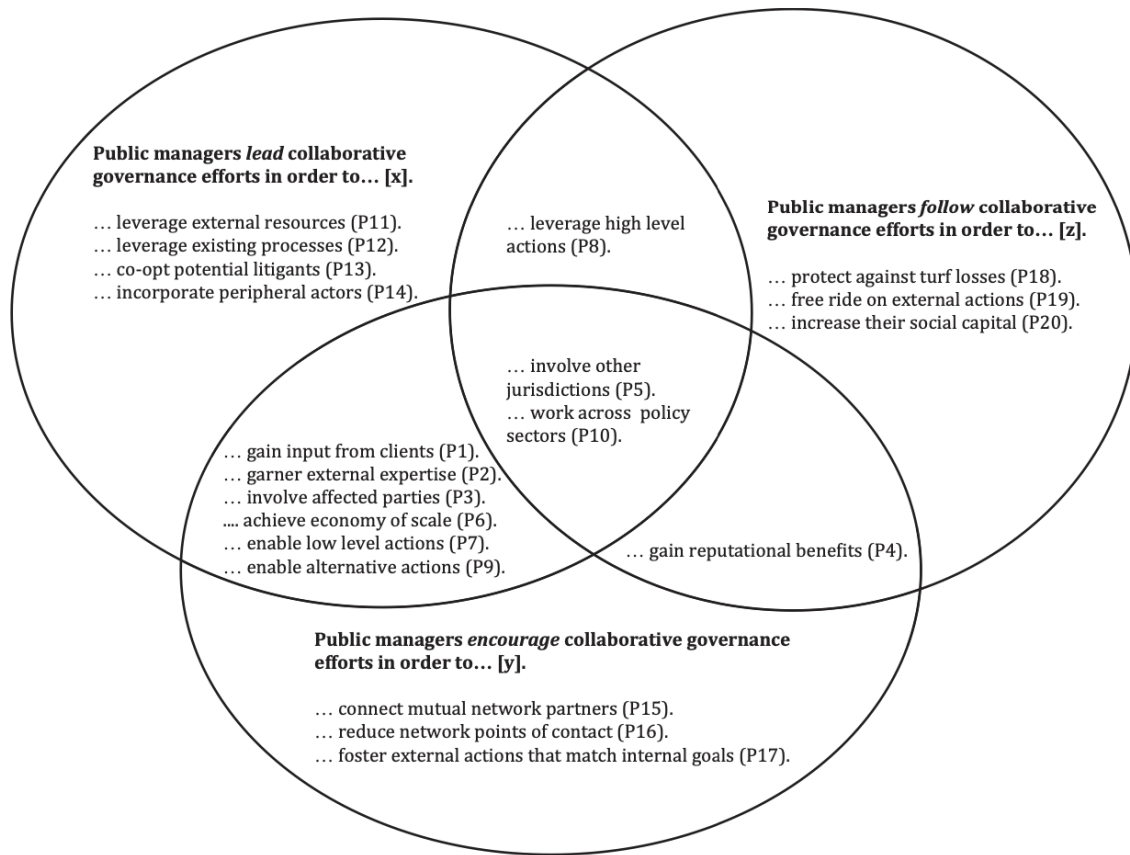 Public managers lead collaborative
governance efforts in order to… [x].
… leverage external resources (P11).
… leverage existing processes (P12).
… co-opt potential litigants (P13).
… incorporate peripheral actors (P14).
… leverage high level
actions (P8).
Public managers follow collaborative
governance efforts in order to… [z].
… protect against turf losses (P18).
… free ride on external actions (P19).
… increase their social capital (P20).
… involve other
jurisdictions (P5).
… work across policy
sectors (P10).
… gain input from clients (P1).
… garner external expertise (P2).
… involve affected parties (P3).
.... achieve economy of scale (P6).
… enable low level actions (P7).
… enable alternative actions (P9).
… gain reputational benefits (P4).
Public managers encourage collaborative governance
efforts in order to… [y].
… connect mutual network partners (P15).
… reduce network points of contact (P16).
… foster external actions that match internal goals (P17).